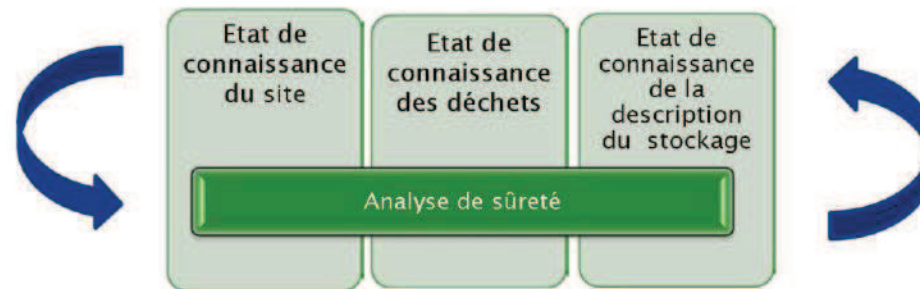 Etat de
connaissance
du site
Etat de
connaissance
des déchets
Etat de
connaissance
de la
description
du stockage
Analyse de sûreté